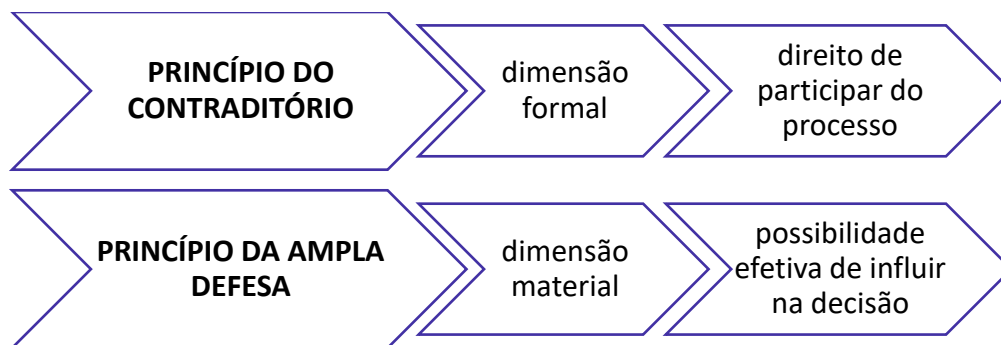 PRINCÍPIO DO
CONTRADITÓRIO
dimensão
formal
direito de
participar do
processo
PRINCÍPIO DA AMPLA
DEFESA
dimensão
material
possibilidade
efetiva de influir
na decisão